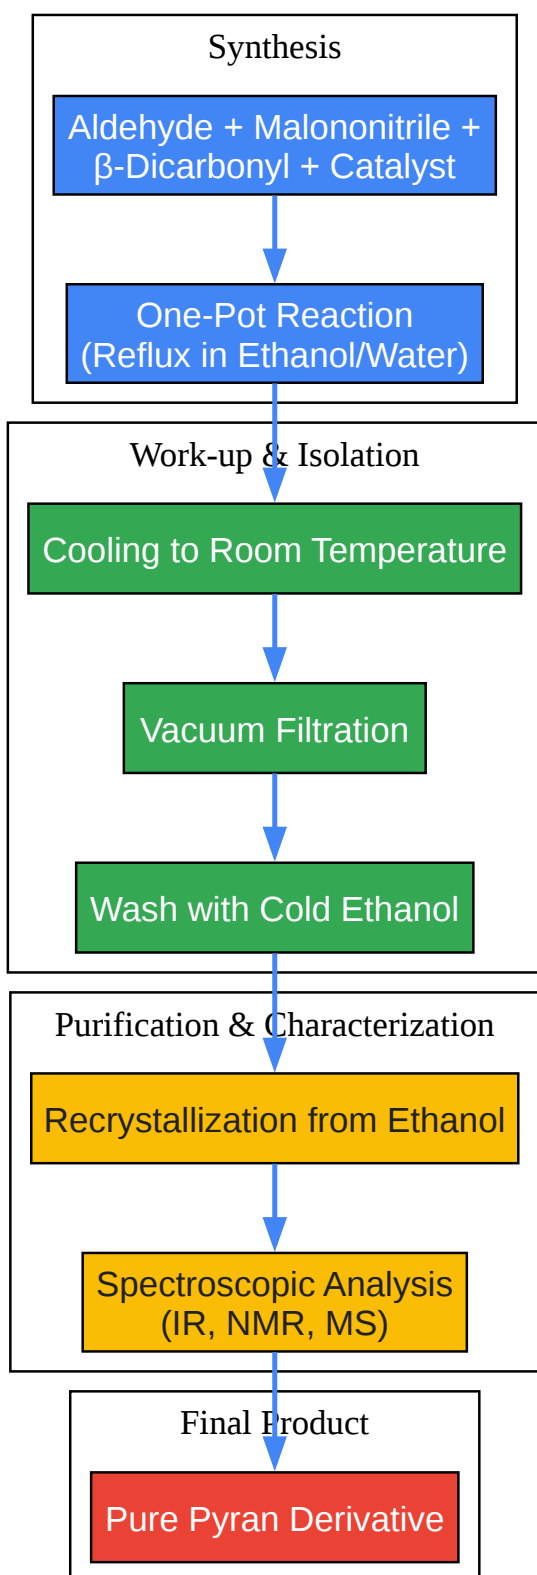 Synthesis
Aldehyde + Malononitrile +
β-Dicarbonyl + Catalyst
One-Pot Reaction
(Reflux in Ethanol/Water)
Work-up & Isolation
Cooling to Room Temperature
Vacuum Filtration
Wash with Cold Ethanol
Purification & Characterization
Recrystallization from Ethanol
Spectroscopic Analysis
(IR, NMR, MS)
Final Product
Pure Pyran Derivative